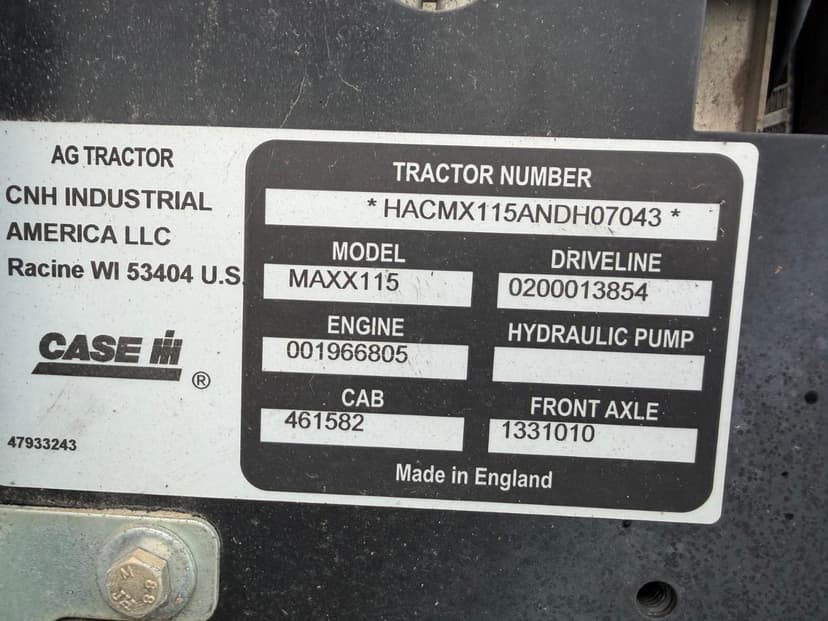 AG TRACTOR
CNH INDUSTRIAL
AMERICA LLC
Racine WI 53404 U.S.
CASE IH ®
47933243
TRACTOR NUMBER
* HACMX115ANDH07043 *
MODEL
MAXX115
DRIVELINE
0200013854
ENGINE
001966805
HYDRAULIC PUMP
CAB
461582
FRONT AXLE
1331010
Made in England